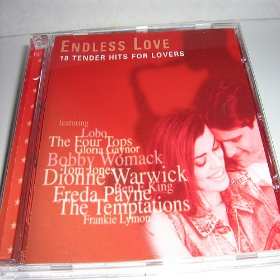 ENDLESS LOVE
18 TENDER HITS FOR LOVERS
featuring
Lobo
The Four Tops
Gloria Gaynor
Bobby Womack
Tom Jones
Dionne Warwick
Ben E King
Freda Payne
The Temptations
Frankie Lymon